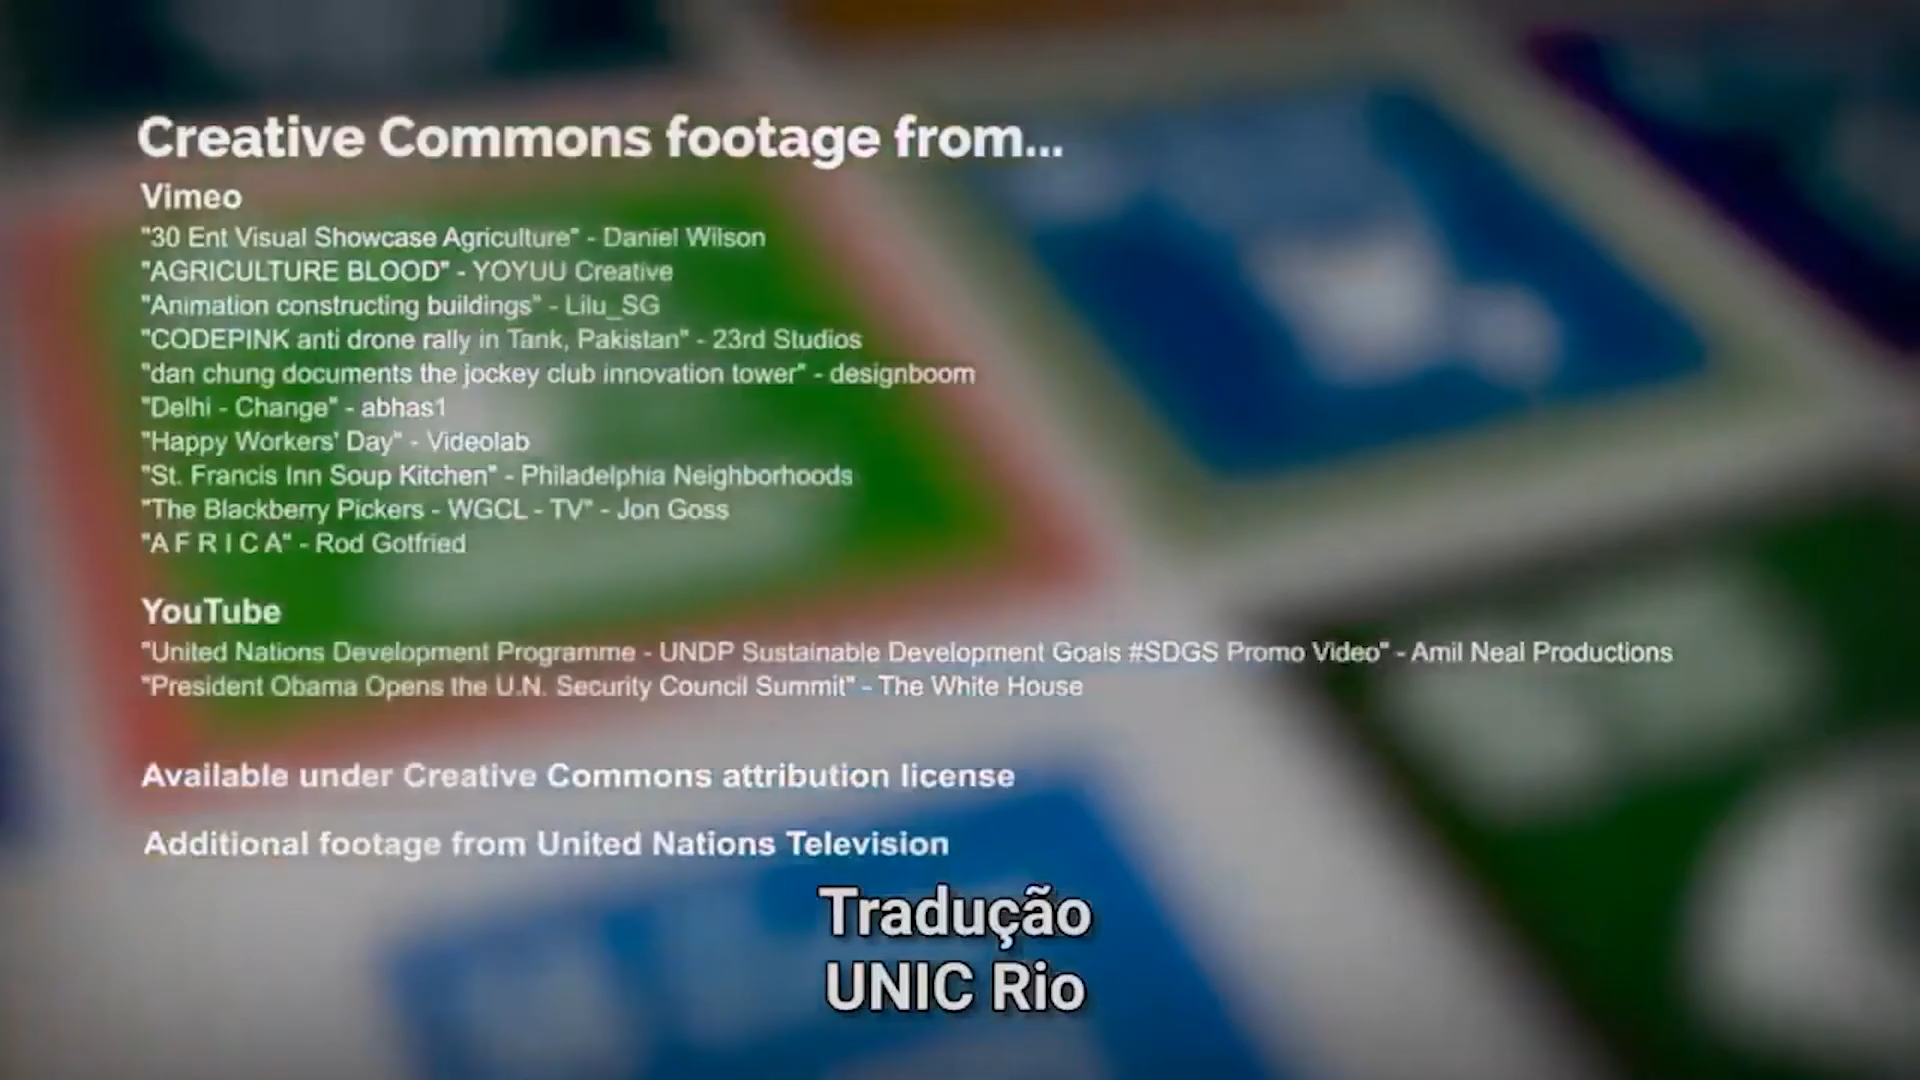 Creative Commons footage from...
Vimeo
"30 Ent Visual Showcase Agriculture" - Daniel Wilson
"AGRICULTURE BLOOD" - YOYUU Creative
"Animation constructing buildings" - Lilu_SG
"CODEPINK anti drone rally in Tank, Pakistan" - 23rd Studios
"dan chung documents the jockey club innovation tower" - designboom
"Delhi - Change" - abhas1
"Happy Workers' Day" - Videolab
"St. Francis Inn Soup Kitchen" - Philadelphia Neighborhoods
"The Blackberry Pickers - WGCL - TV" - Jon Goss
"A F R I C A" - Rod Gotfried
YouTube
"United Nations Development Programme - UNDP Sustainable Development Goals #SDGS Promo Video" - Amil Neal Productions
"President Obama Opens the U.N. Security Council Summit" - The White House
Available under Creative Commons attribution license
Additional footage from United Nations Television
Tradução
UNIC Rio